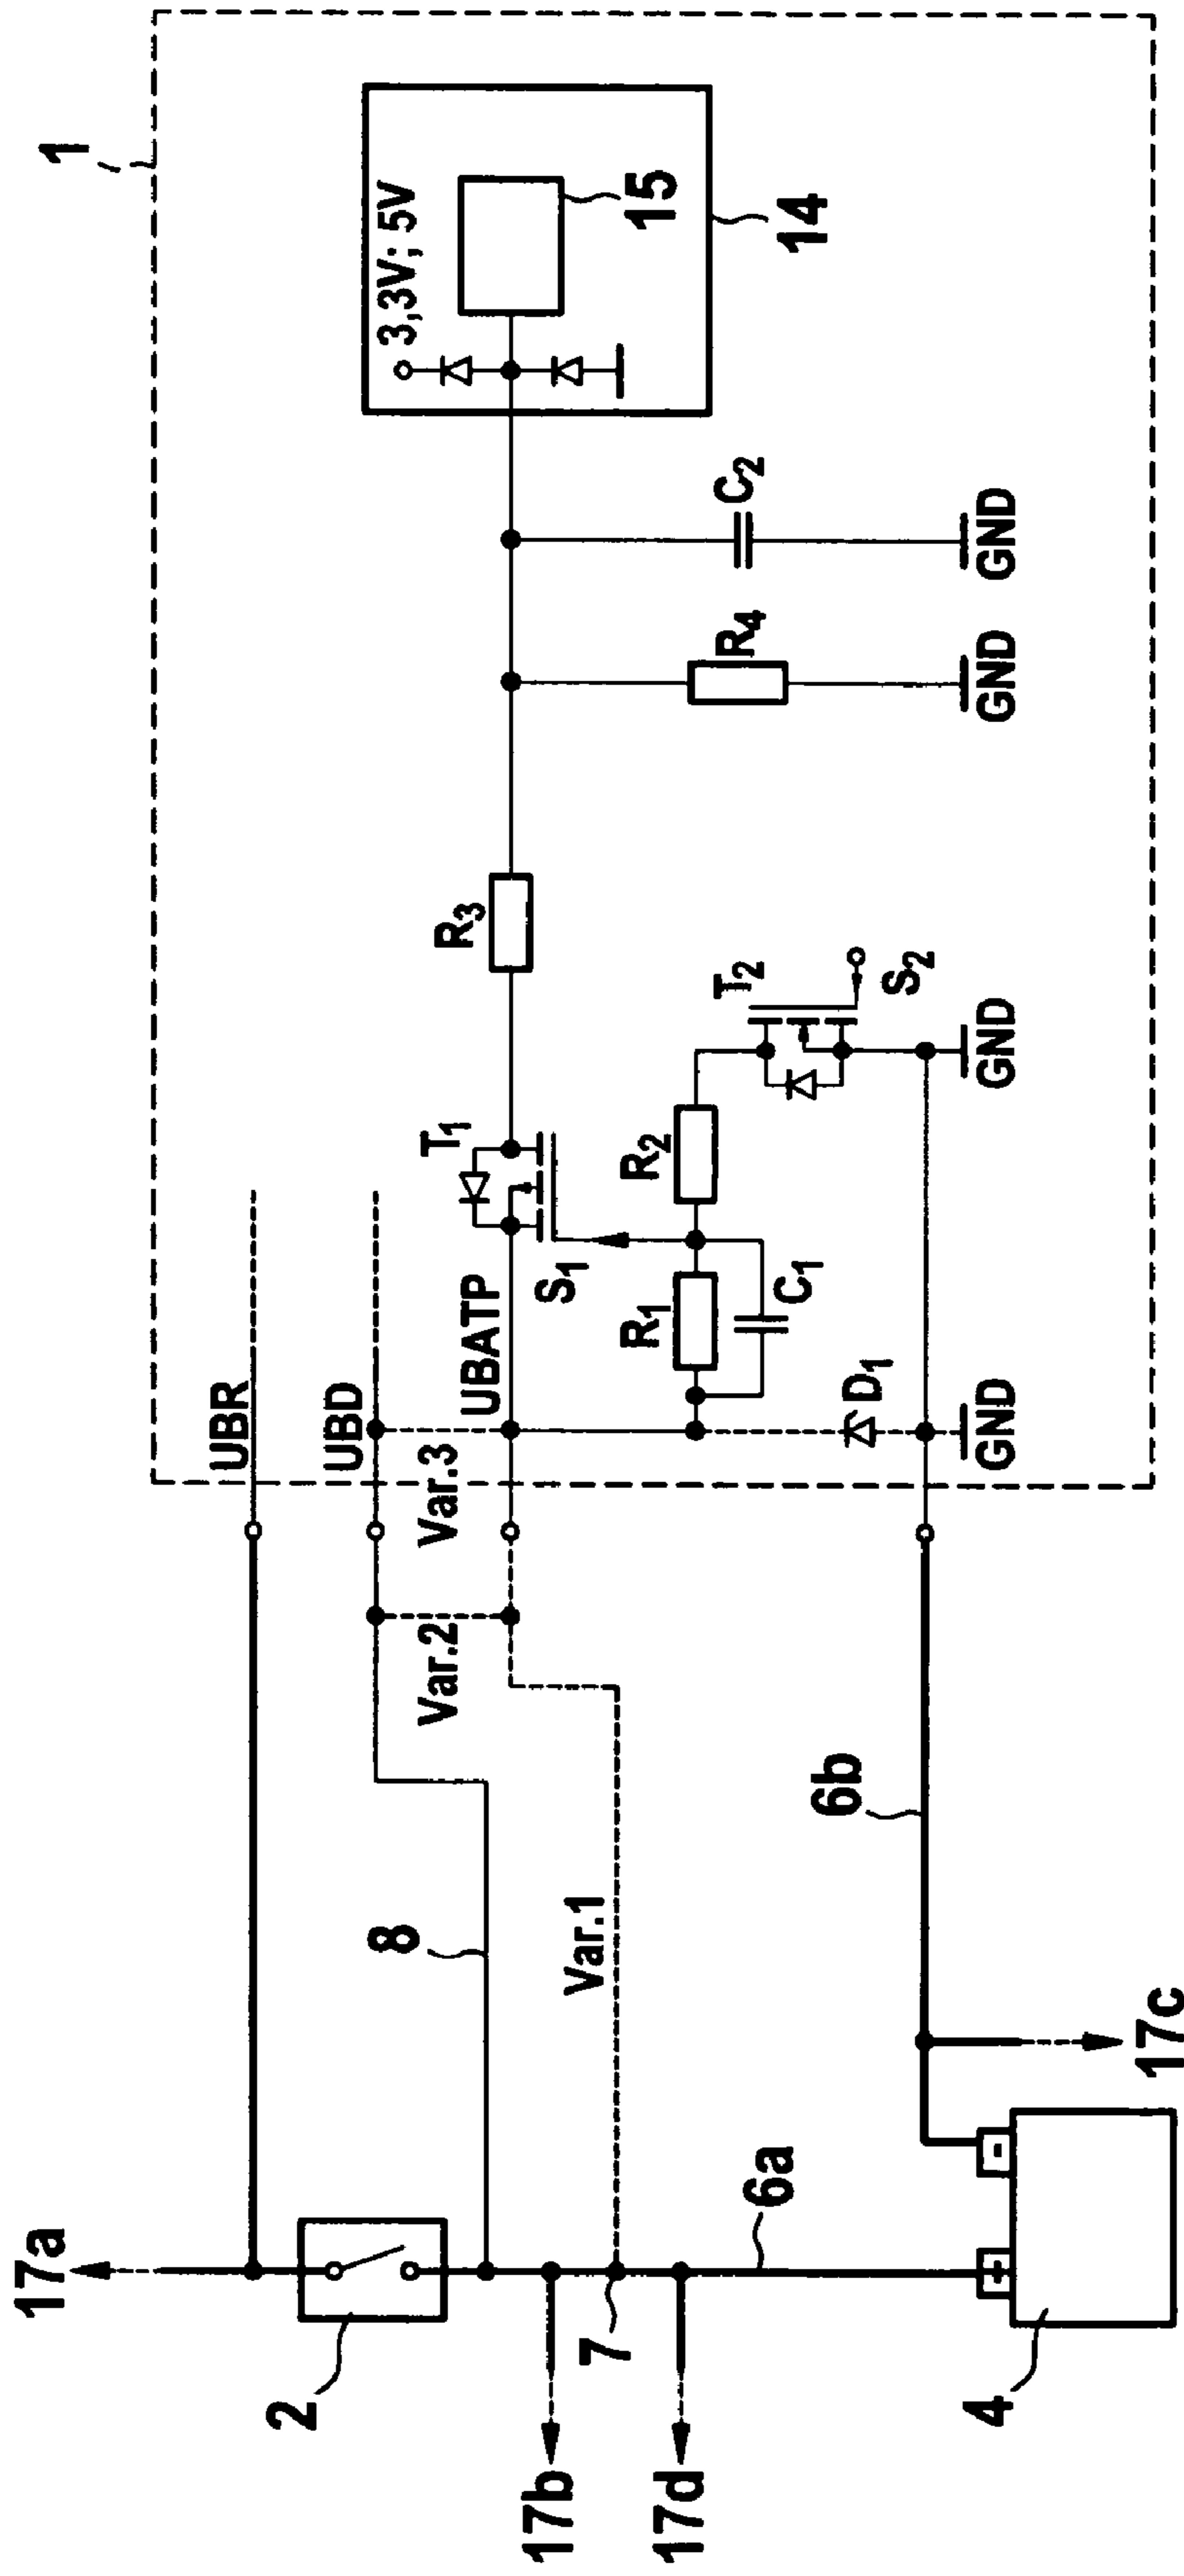 1
17a
2
UBR
8
UBD
Var.2
Var.3
UBATP
T₁
S₁
R₃
3,3V; 5V
15
14
17b
17d
7
Var.1
6a
R₁
C₁
R₂
T₂
S₂
D₁
R₄
C₂
6b
4
+
-
17c
GND
GND
GND
GND